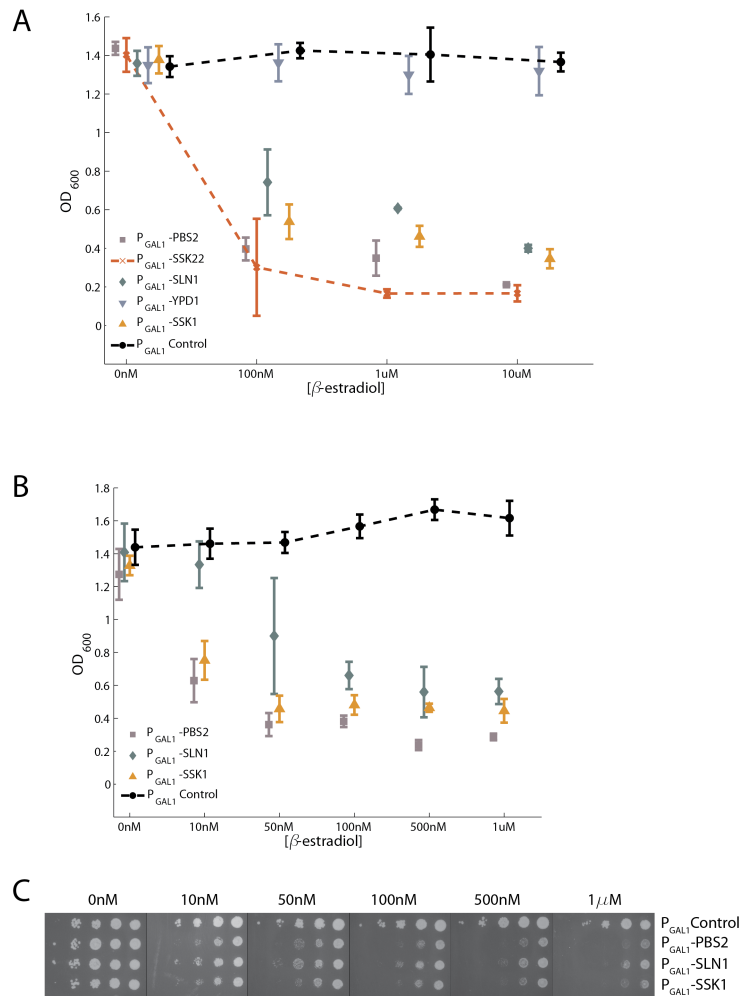 A
1.6
1.4
1.2
1
0.8
0.6
0.4
0.2
0
OD600
PGAL1-PBS2
PGAL1-SSK22
PGAL1-SLN1
PGAL1-YPD1
PGAL1-SSK1
PGAL1 Control
0nM 100nM 1uM 10uM
[β-estradiol]
B
1.8
1.6
1.4
1.2
1
0.8
0.6
0.4
0.2
0
OD600
PGAL1-PBS2
PGAL1-SLN1
PGAL1-SSK1
PGAL1 Control
0nM 10nM 50nM 100nM 500nM 1uM
[β-estradiol]
C
0nM 10nM 50nM 100nM 500nM 1μM
PGAL1Control
PGAL1-PBS2
PGAL1-SLN1
PGAL1-SSK1